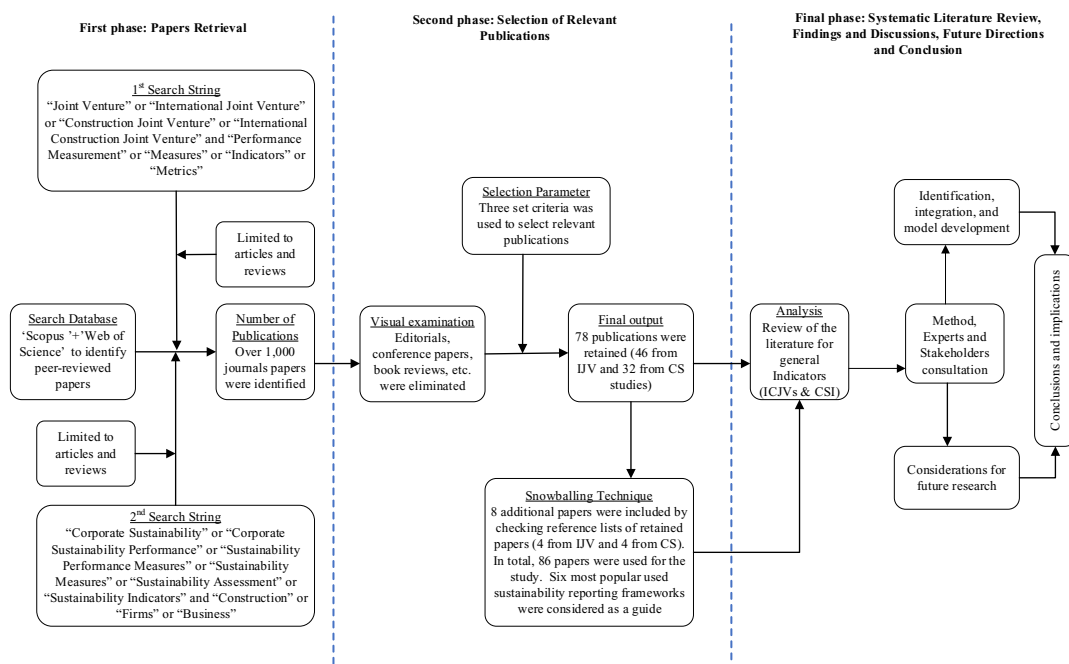 First phase: Papers Retrieval
1st Search String
“Joint Venture” or “International Joint Venture”
or “Construction Joint Venture” or “International
Construction Joint Venture” and “Performance
Measurement” or “Measures” or “Indicators” or
“Metrics”
Limited to
articles and
reviews
Search Database
‘Scopus ’+’Web of
Science’ to identify
peer-reviewed
papers
Number of
Publications
Over 1,000
journals papers
were identified
Limited to
articles and
reviews
2nd Search String
“Corporate Sustainability” or “Corporate
Sustainability Performance” or “Sustainability
Performance Measures” or “Sustainability
Measures” or “Sustainability Assessment” or
“Sustainability Indicators” and “Construction” or
“Firms” or “Business”
Second phase: Selection of Relevant
Publications
Selection Parameter
Three set criteria was
used to select relevant
publications
Visual examination
Editorials,
conference papers,
book reviews, etc.
were eliminated
Final output
78 publications were
retained (46 from
IJV and 32 from CS
studies)
Snowballing Technique
8 additional papers were included by
checking reference lists of retained
papers (4 from IJV and 4 from CS).
In total, 86 papers were used for the
study. Six most popular used
sustainability reporting frameworks
were considered as a guide
Final phase: Systematic Literature Review,
Findings and Discussions, Future Directions
and Conclusion
Identification,
integration, and
model development
Analysis
Review of the
literature for
general
Indicators
(ICJVs & CSI)
Method,
Experts and
Stakeholders
consultation
Considerations for
future research
Conclusions and implications